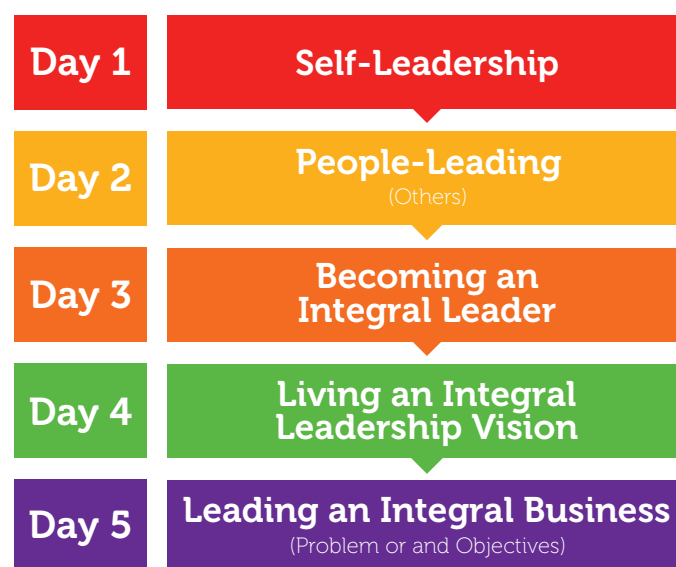 Day 1
Self-Leadership
Day 2
People-Leading
(Others)
Day 3
Becoming an
Integral Leader
Day 4
Living an Integral
Leadership Vision
Day 5
Leading an Integral Business
(Problem or and Objectives)